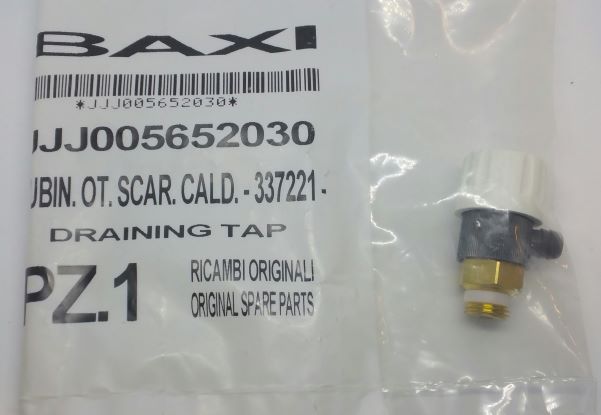 BAXI
*JJJ005652030*
JJJ005652030
UBIN. OT. SCAR. CALD. - 337221 -
DRAINING TAP
PZ.1
RICAMBI ORIGINALI
ORIGINAL SPARE PARTS